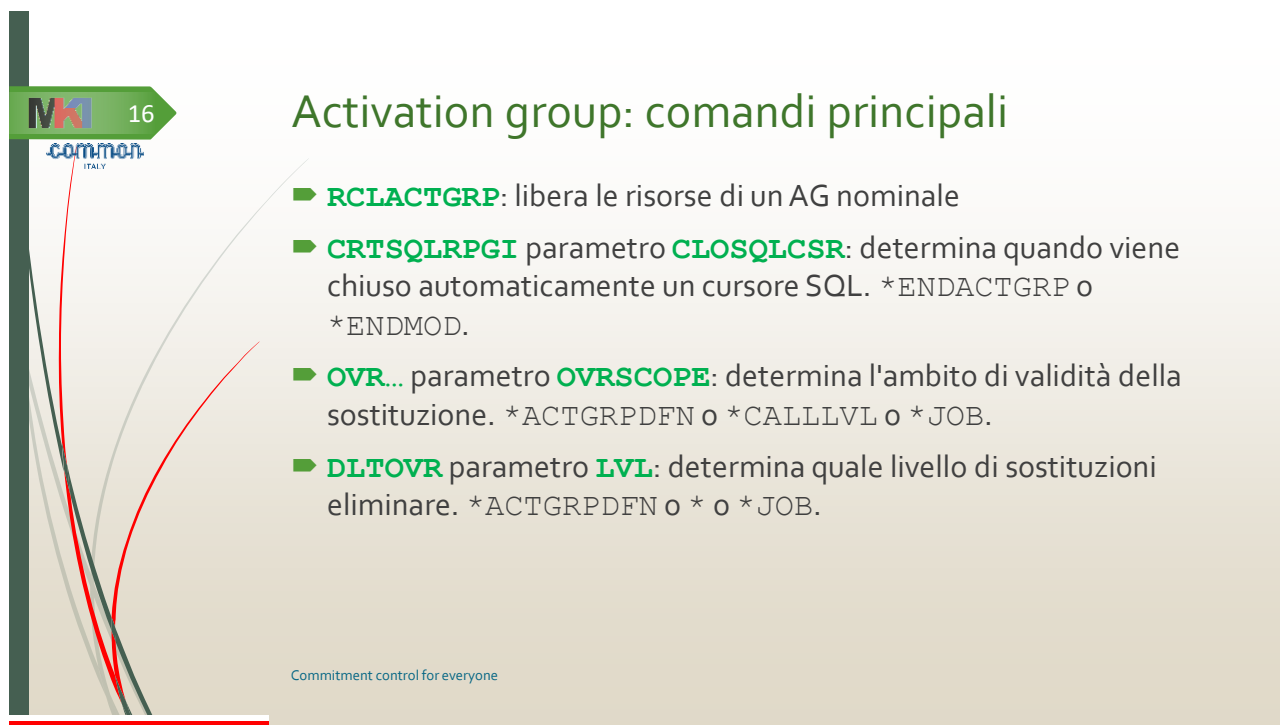 MK1
16
common
ITALY
Activation group: comandi principali
RCLACTGRP: libera le risorse di un AG nominale
CRTSQLRPGI parametro CLOSQLCSR: determina quando viene
chiuso automaticamente un cursore SQL. *ENDACTGRP o
*ENDMOD.
OVR... parametro OVRSCOPE: determina l'ambito di validità della
sostituzione. *ACTGRPDFN o *CALLLVL o *JOB.
DLTOVR parametro LVL: determina quale livello di sostituzioni
eliminare. *ACTGRPDFN o * o *JOB.
Commitment control for everyone